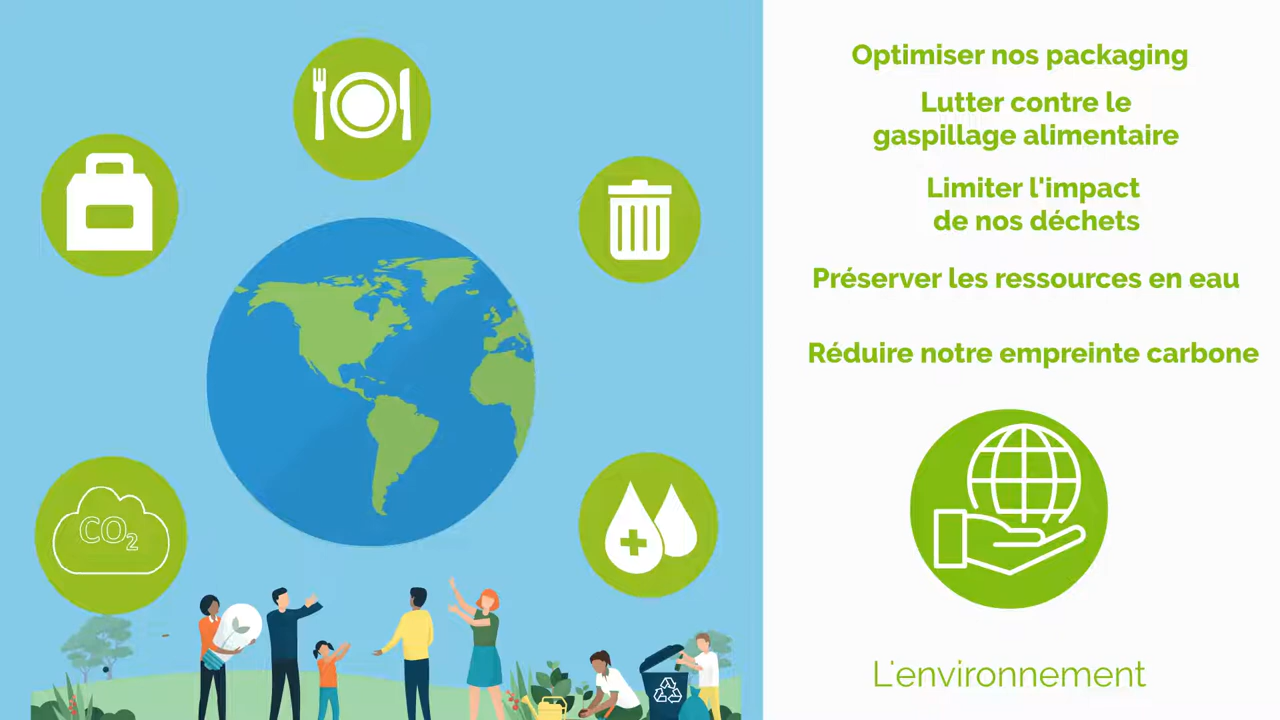 Optimiser nos packaging
Lutter contre le
gaspillage alimentaire
Limiter l'impact
de nos déchets
Préserver les ressources en eau
Réduire notre empreinte carbone
CO2
L'environnement